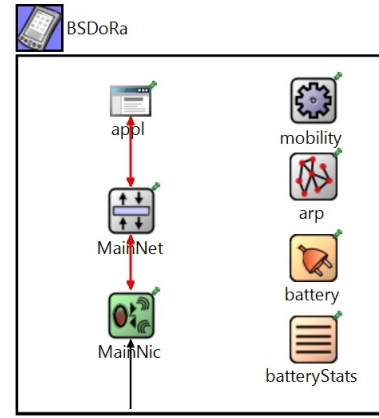 BSDoRa
appl
MainNet
MainNic
mobility
arp
battery
batteryStats